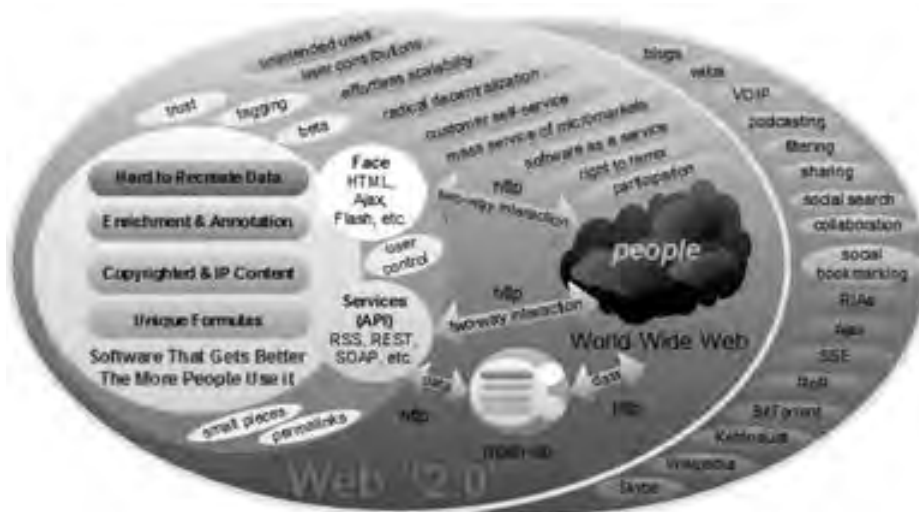 unintended uses
user contributions
effortless scalability
radical decentralization
customer self-service
mass service of micromarkets
software as a service
right to remix
participation
trust
tagging
beta
Hard to Recreate Data
Enrichment & Annotation
Copyrighted & IP Content
Unique Formulas
Software That Gets Better
The More People Use it
Face
HTML,
Ajax,
Flash, etc.
user
control
Services
(API)
RSS, REST,
SOAP, etc
http
two-way interaction
http
two-way interaction
people
World Wide Web
data
http
data
http
mash-up
small pieces
permalinks
Web "2.0"
blogs
wikis
VOIP
podcasting
filtering
sharing
social search
collaboration
social
bookmarking
RIAs
Ajax
SSE
RoR
BitTorrent
Wikipedia
Skype